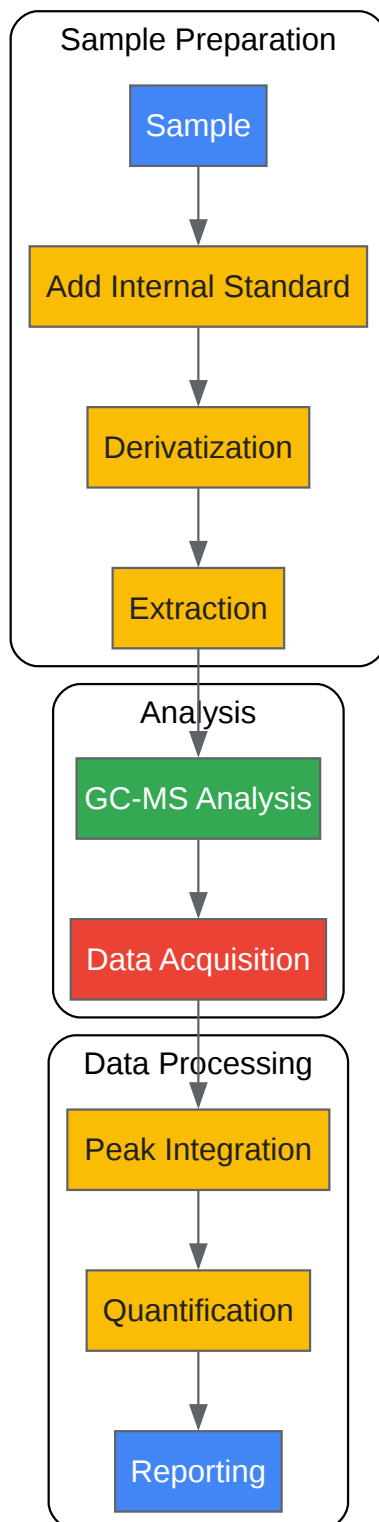 Sample Preparation
Sample
Add Internal Standard
Derivatization
Extraction
Analysis
GC-MS Analysis
Data Acquisition
Data Processing
Peak Integration
Quantification
Reporting